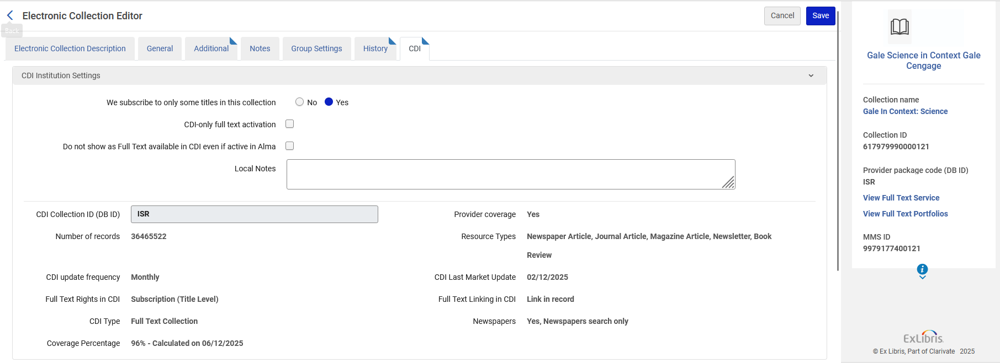 Electronic Collection Editor
Cancel
Save
Back
Electronic Collection Description
General
Additional
Notes
Group Settings
History
CDI
CDI Institution Settings
We subscribe to only some titles in this collection
No
Yes
CDI-only full text activation
Do not show as Full Text available in CDI even if active in Alma
Local Notes
CDI Collection ID (DB ID)
ISR
Provider coverage
Yes
Number of records
36465522
Resource Types
Newspaper Article, Journal Article, Magazine Article, Newsletter, Book
Review
CDI update frequency
Monthly
CDI Last Market Update
02/12/2025
Full Text Rights in CDI
Subscription (Title Level)
Full Text Linking in CDI
Link in record
CDI Type
Full Text Collection
Newspapers
Yes, Newspapers search only
Coverage Percentage
96% - Calculated on 06/12/2025
Gale Science in Context Gale
Cengage
Collection name
Gale In Context: Science
Collection ID
617979990000121
Provider package code (DB ID)
ISR
View Full Text Service
View Full Text Portfolios
MMS ID
9979177400121
i
ExLibris
© Ex Libris, Part of Clarivate 2025